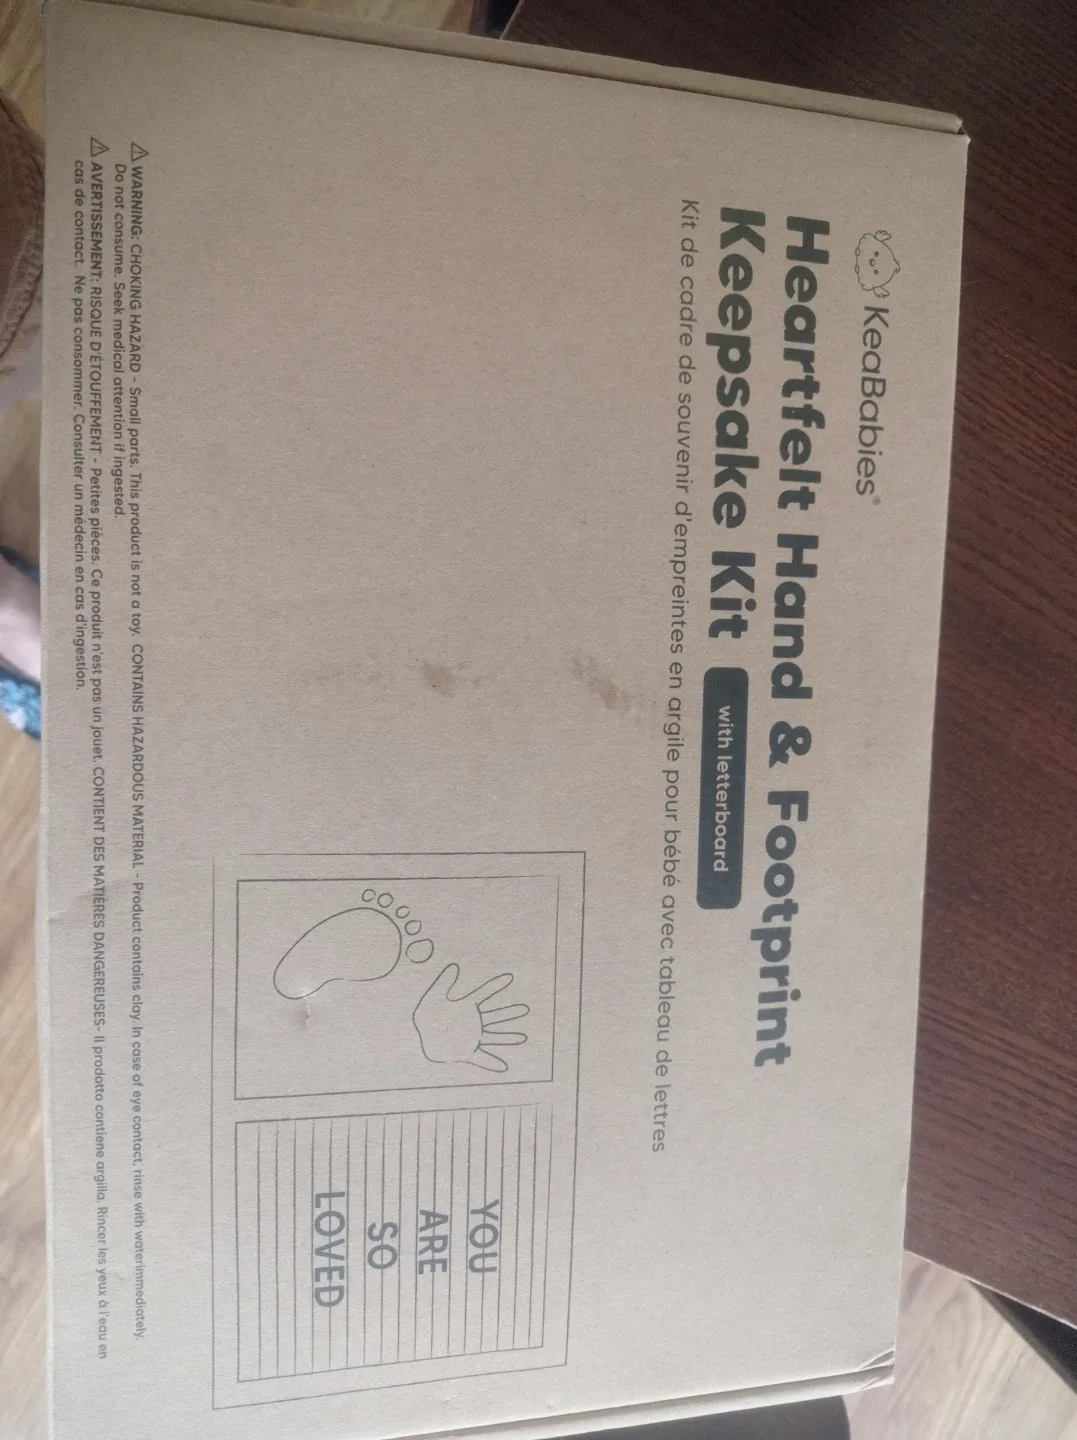 KeaBabies®
Heartfelt Hand & Footprint
Keepsake Kit with letterboard
Kit de cadre de souvenir d'empreintes en argile pour bébé avec tableau de lettres
YOU
ARE
SO
LOVED
WARNING: CHOKING HAZARD - Small parts. This product is not a toy. CONTAINS HAZARDOUS MATERIAL - Product contains clay. In case of eye contact, rinse with waterimmediately.
Do not consume. Seek medical attention if ingested.
AVERTISSEMENT: RISQUE D'ÉTOUFFEMENT - Petites pièces. Ce produit n'est pas un jouet. CONTIENT DES MATIÈRES DANGEREUSES- Il prodotto contiene argilla. Rincer les yeux à l'eau en
cas de contact. Ne pas consommer. Consulter un médecin en cas d'ingestion.